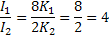 I₁/I₂ = 8K₁/2K₂ = 8/2 = 4